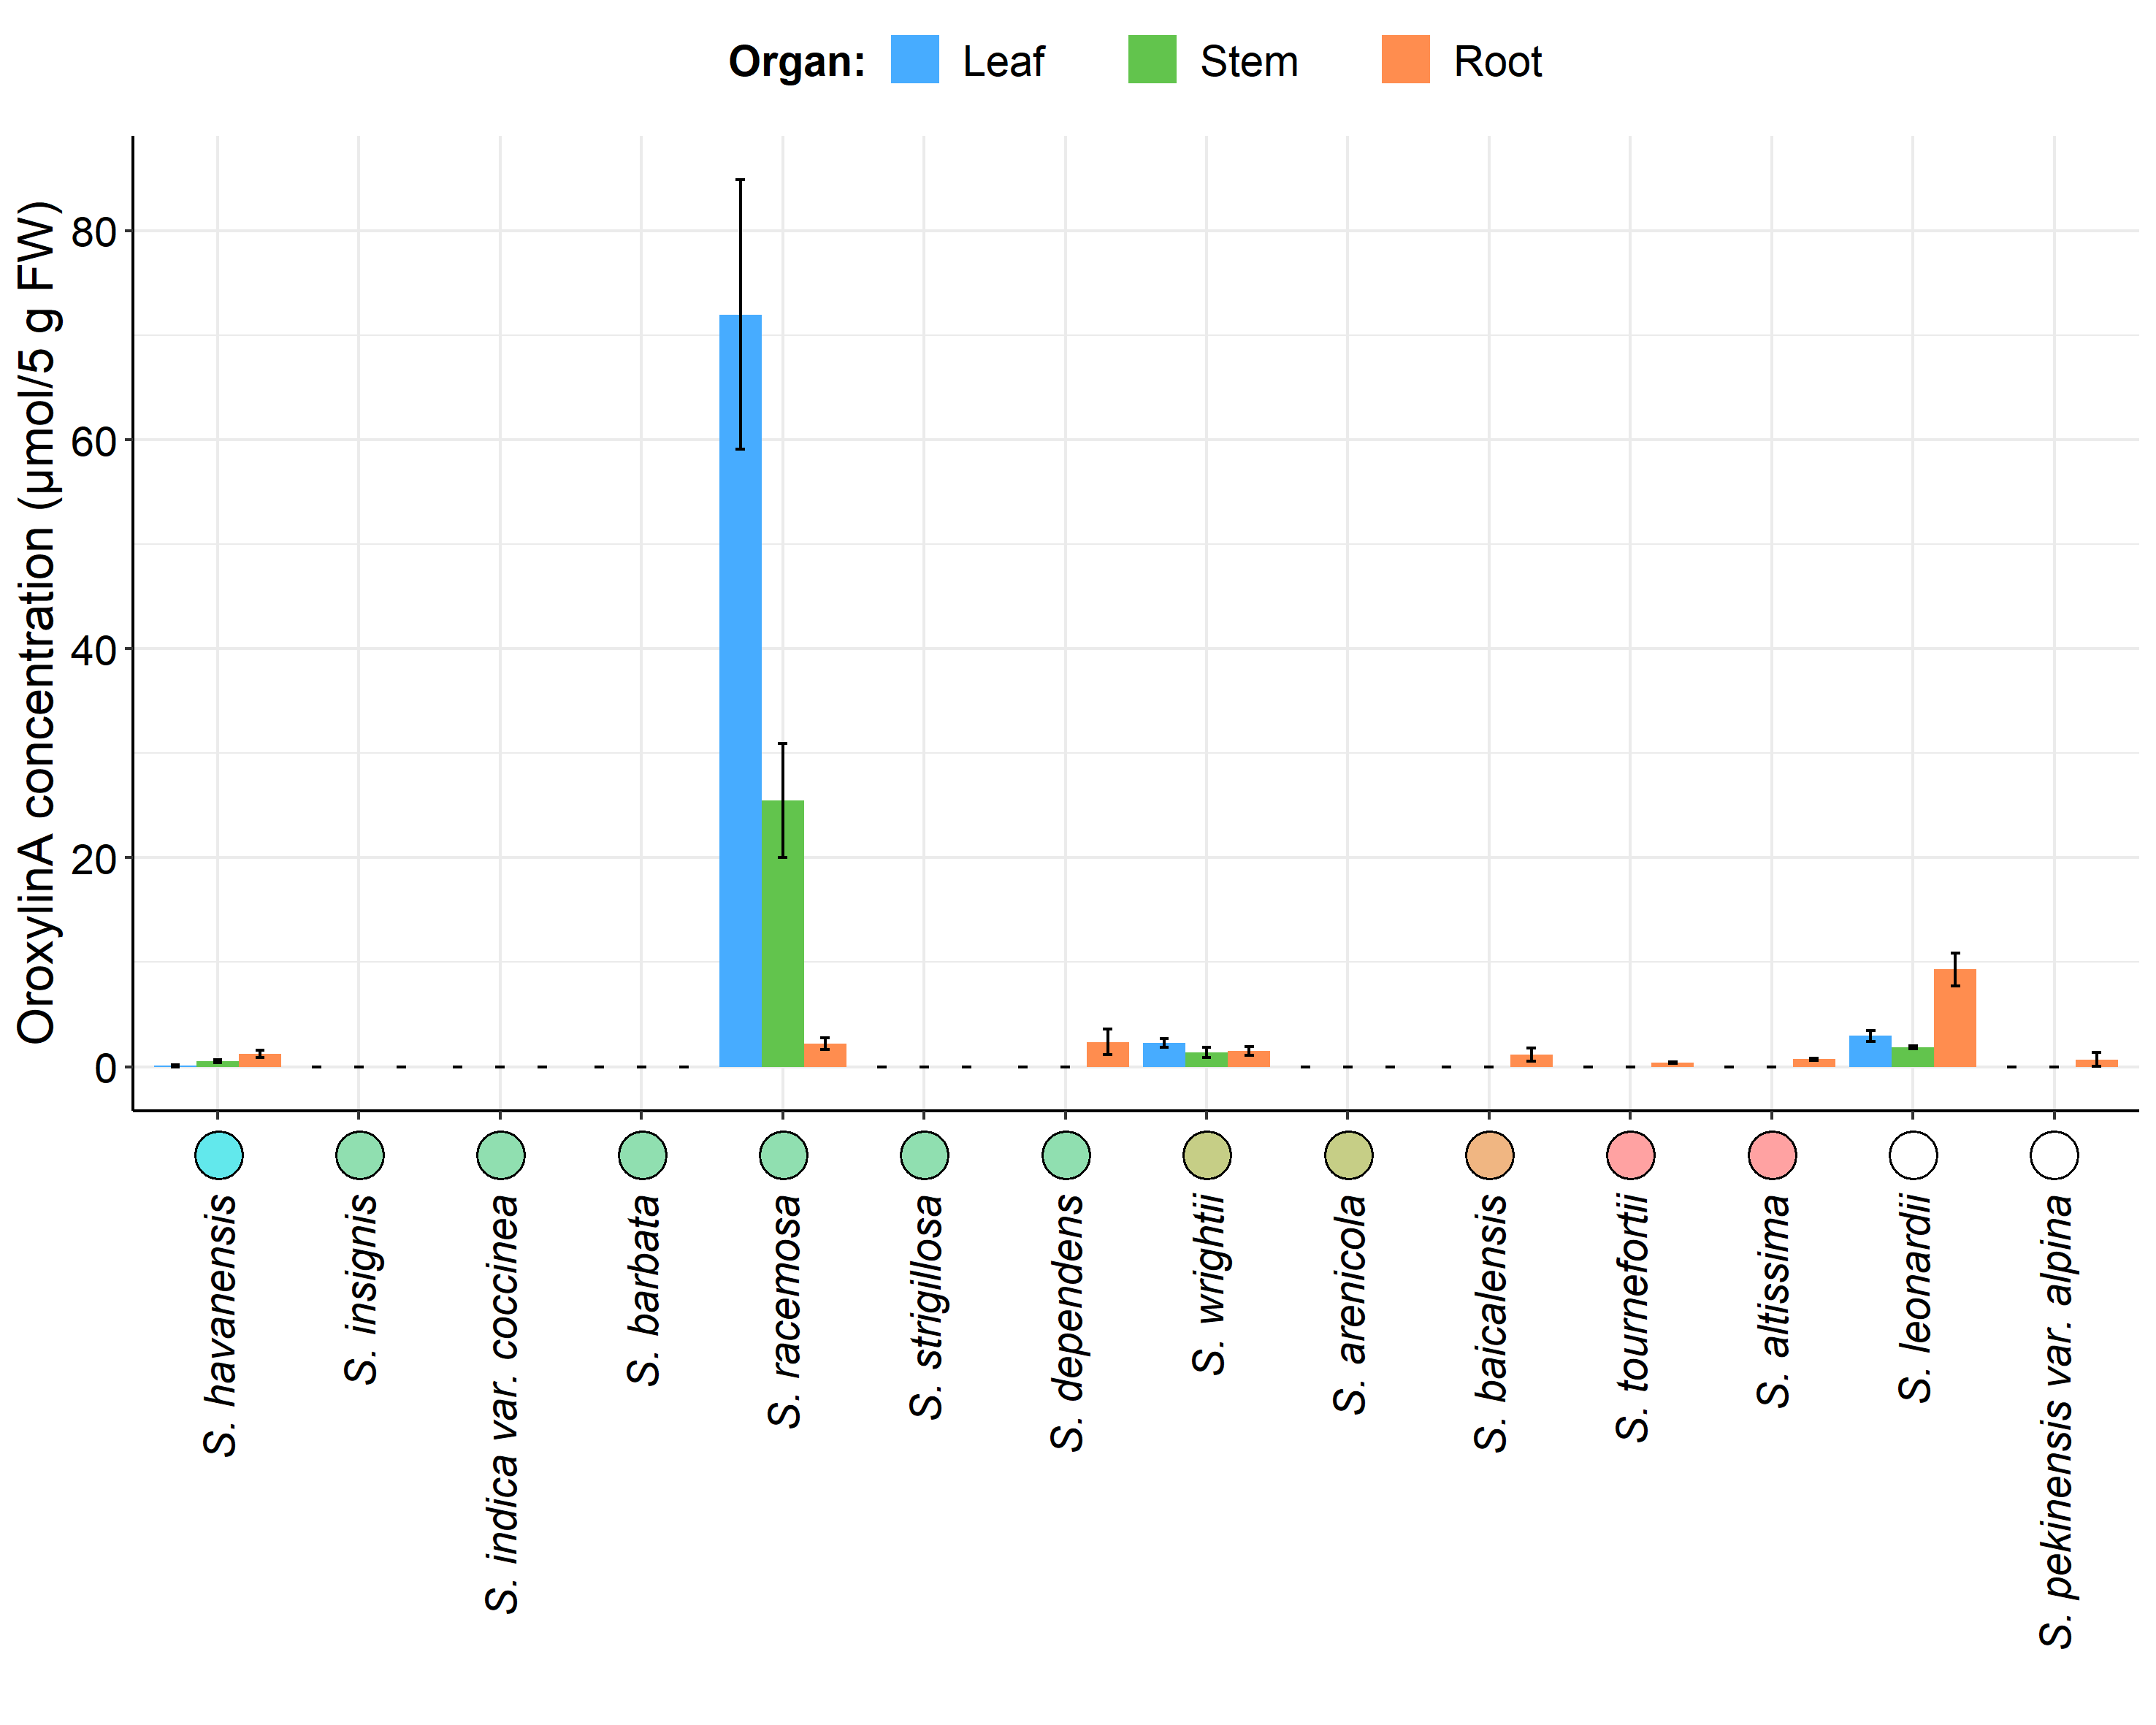 Organ: Leaf Stem Root
OroxylinA concentration (µmol/5 g FW)
80
60
40
20
0
S. havanensis
S. insignis
S. indica var. coccinea
S. barbata
S. racemosa
S. strigillosa
S. dependens
S. wrightii
S. arenicola
S. baicalensis
S. tournefortii
S. altissima
S. leonardii
S. pekinensis var. alpina